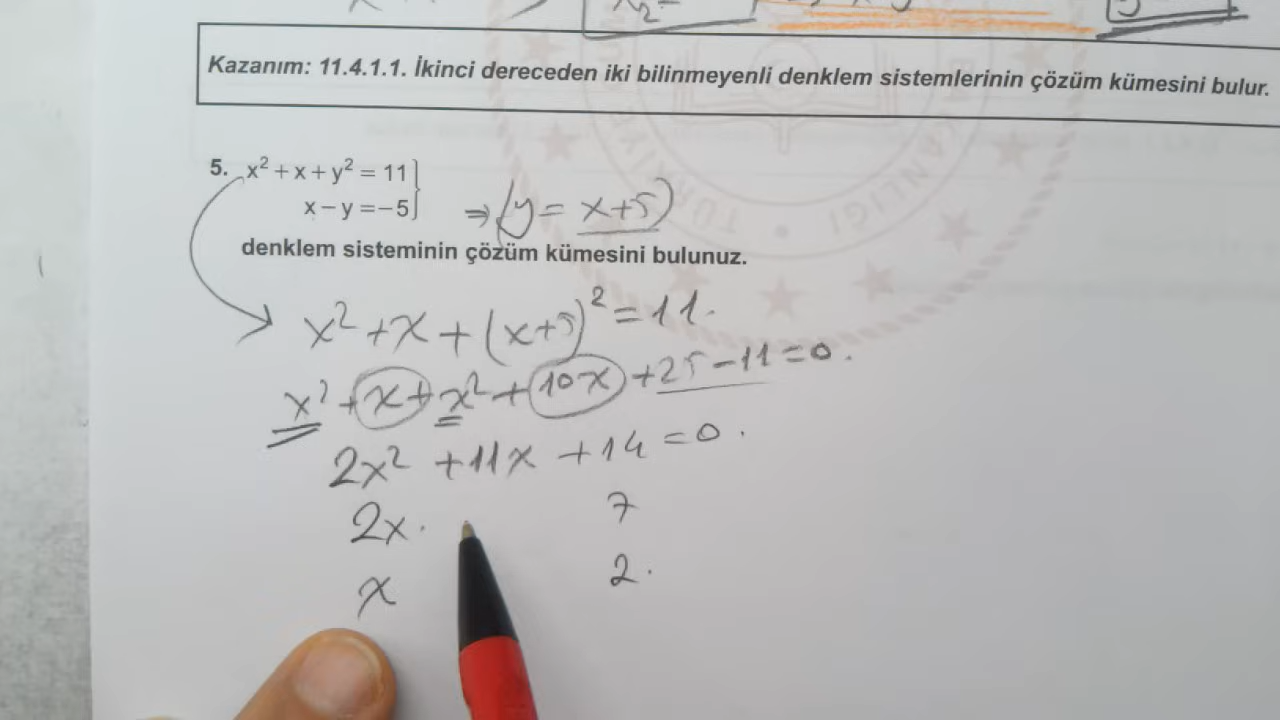 Kazanım: 11.4.1.1. İkinci dereceden iki bilinmeyenli denklem sistemlerinin çözüm kümesini bulur.
5. x² + x + y² = 11
x − y = −5 ⇒ (y = x+5)
denklem sisteminin çözüm kümesini bulunuz.
x² + x + (x+5)² = 11.
x² + x + x² + 10x + 25 − 11 = 0.
2x² + 11x + 14 = 0.
2x. 7
x 2.